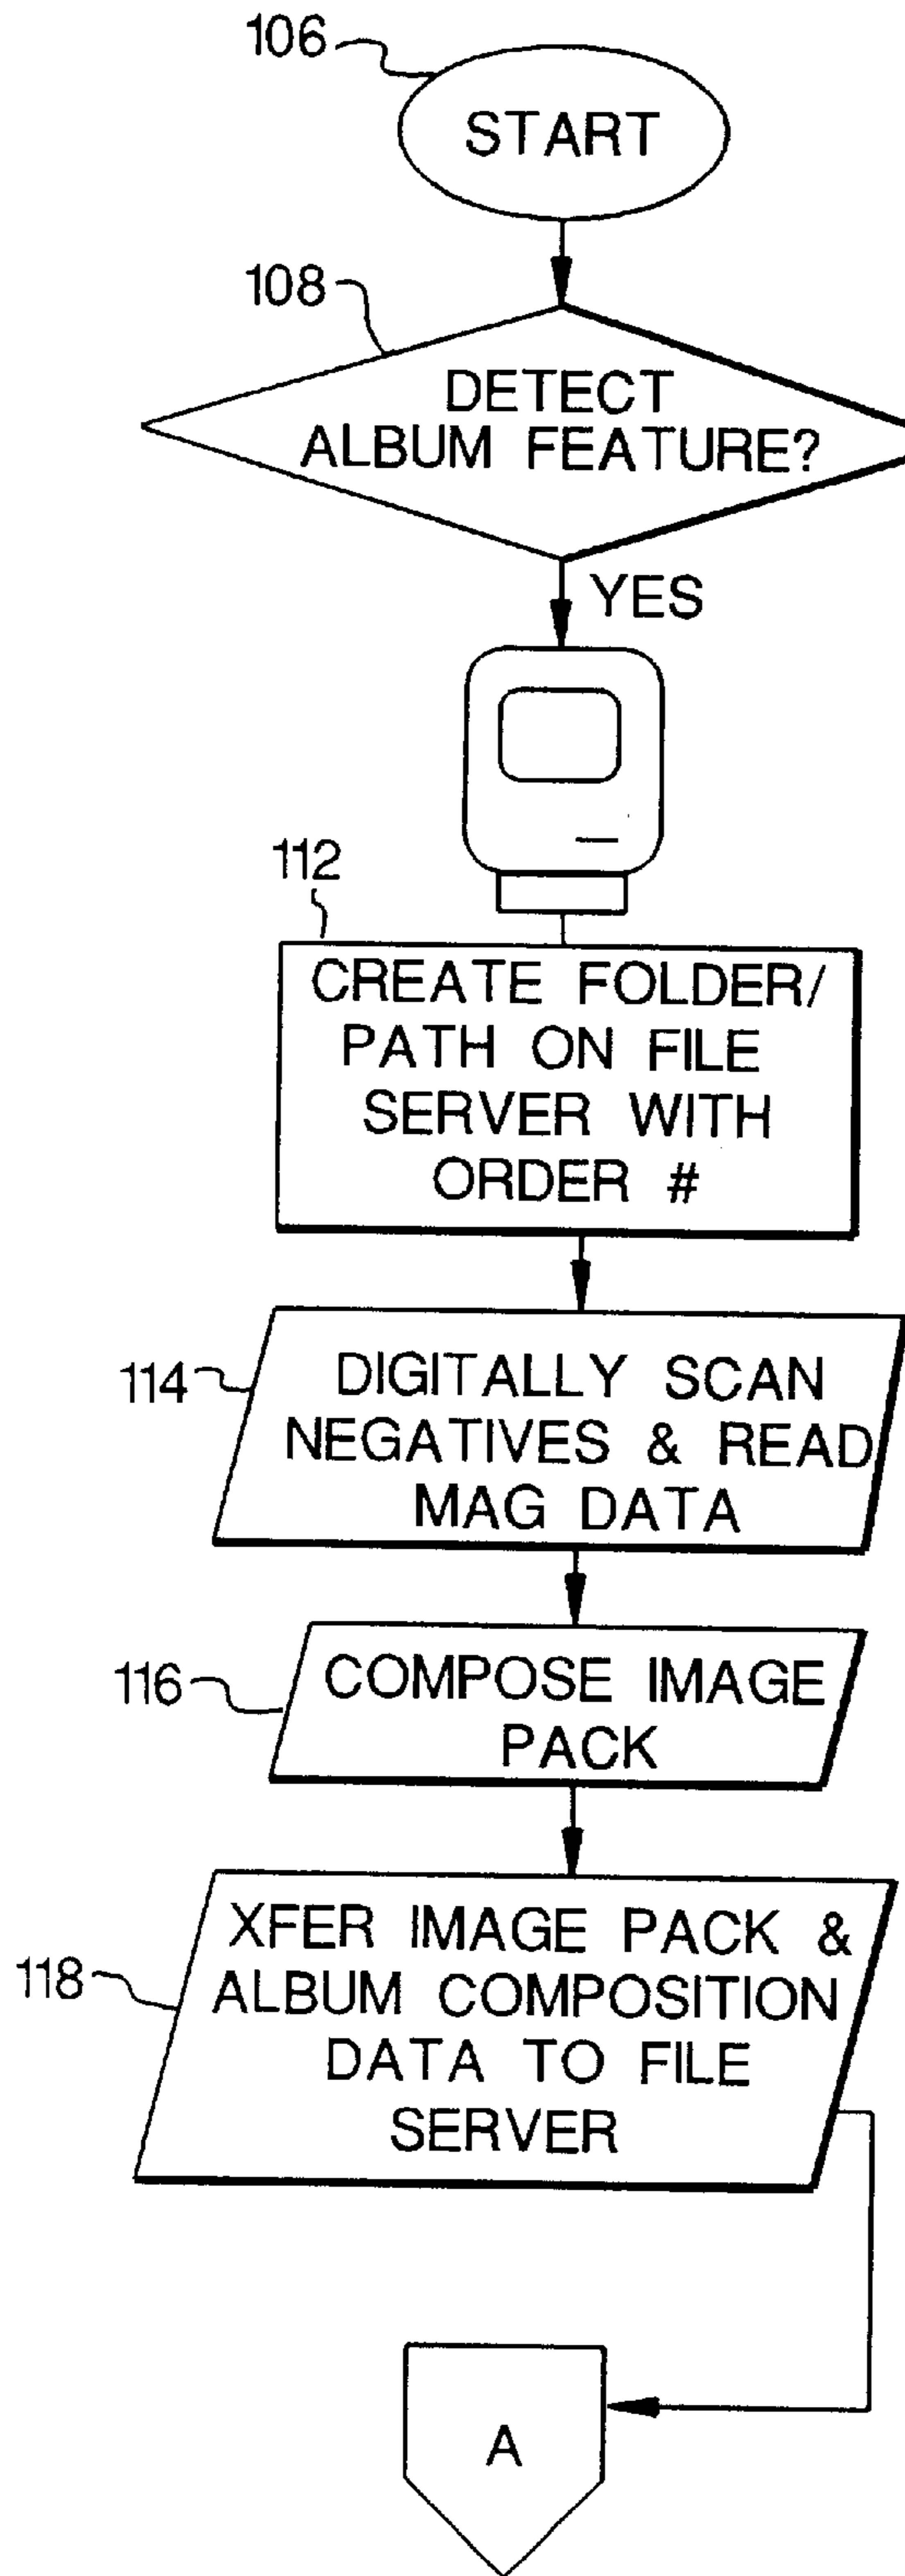 106
START
108
DETECT
ALBUM FEATURE?
YES
112
CREATE FOLDER/
PATH ON FILE
SERVER WITH
ORDER #
114
DIGITALLY SCAN
NEGATIVES & READ
MAG DATA
116
COMPOSE IMAGE
PACK
118
XFER IMAGE PACK &
ALBUM COMPOSITION
DATA TO FILE
SERVER
A